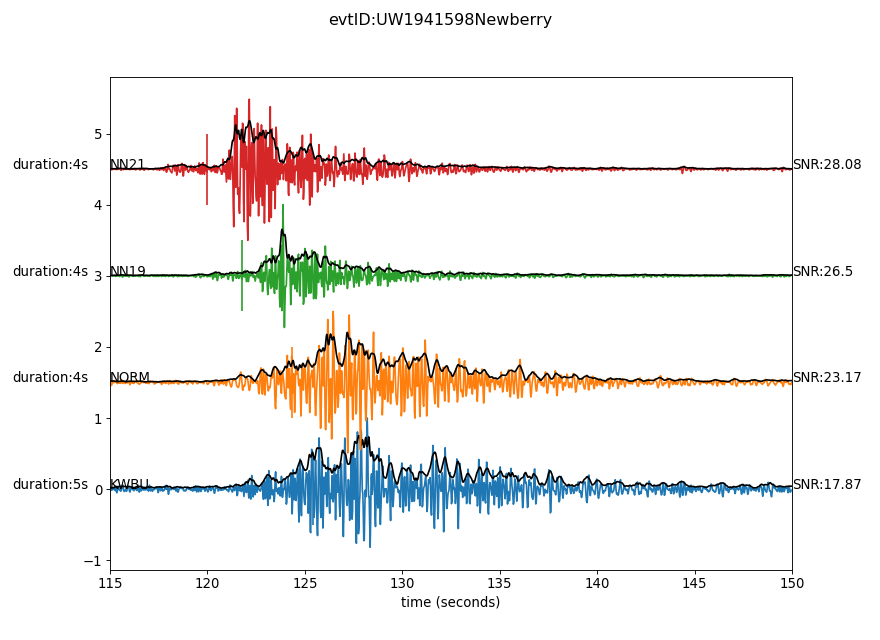 evtID:UW1941598Newberry
5
duration:4s NN21 SNR:28.08
4
duration:4s NN19 SNR:26.5
3
2
duration:4s NORM SNR:23.17
1
duration:5s KWBU SNR:17.87
0
−1
115 120 125 130 135 140 145 150
time (seconds)